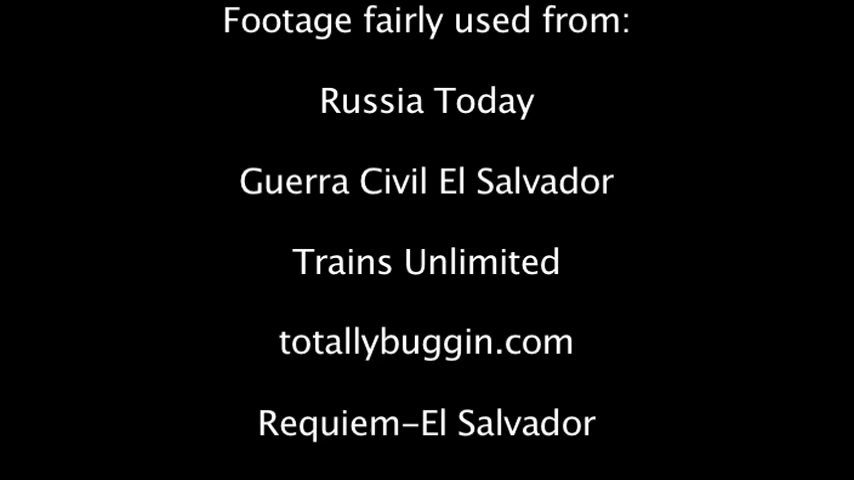 Footage fairly used from:
Russia Today
Guerra Civil El Salvador
Trains Unlimited
totallybuggin.com
Requiem-El Salvador